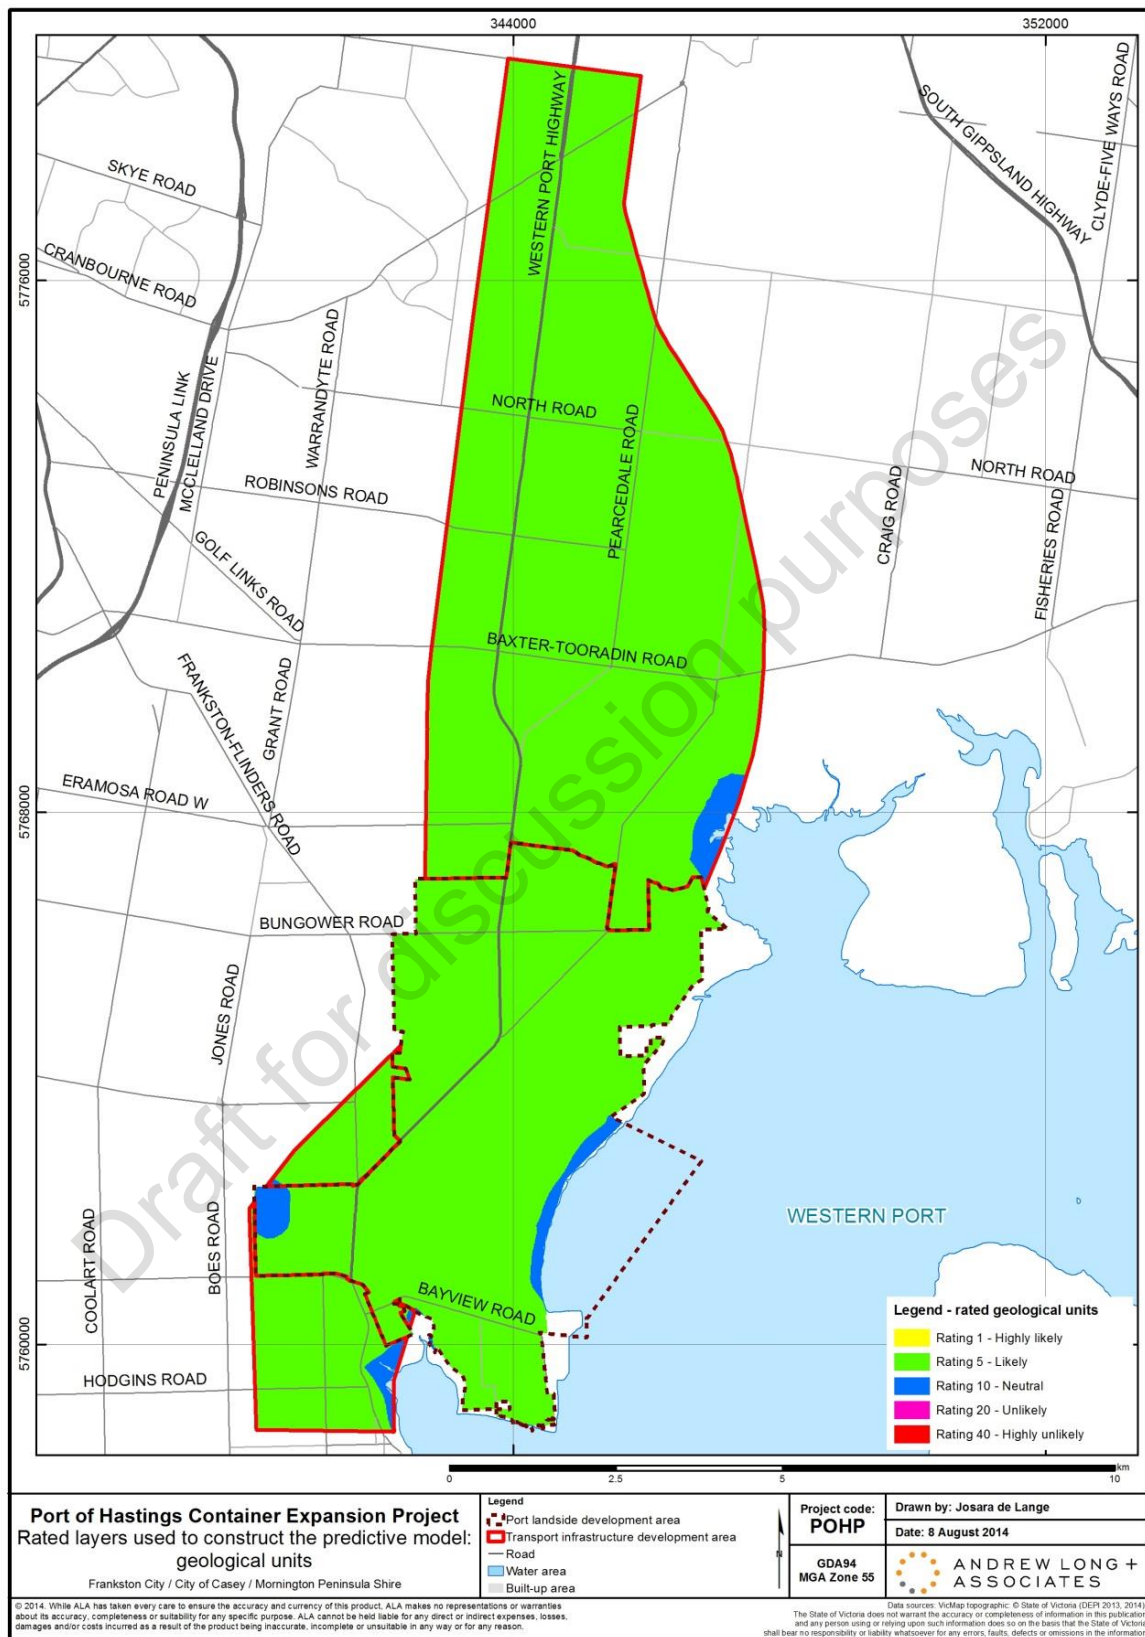 344000
352000
5776000
5768000
5760000
WESTERN PORT HIGHWAY
SOUTH GIPPSLAND HIGHWAY
CLYDE-FIVE WAYS ROAD
SKYE ROAD
CRANBOURNE ROAD
PENINSULA LINK
MCCLELLAND DRIVE
WARRANDYTE ROAD
NORTH ROAD
PEARCEDALE ROAD
NORTH ROAD
CRAIG ROAD
FISHERIES ROAD
ROBINSONS ROAD
GOLF LINKS ROAD
BAXTER-TOORADIN ROAD
GRANT ROAD
FRANKSTON-FLINDERS ROAD
ERAMOSA ROAD W
BUNGOWER ROAD
JONES ROAD
Draft for discussion purposes
COOLART ROAD
BOES ROAD
WESTERN PORT
BAYVIEW ROAD
HODGINS ROAD
Legend - rated geological units
Rating 1 - Highly likely
Rating 5 - Likely
Rating 10 - Neutral
Rating 20 - Unlikely
Rating 40 - Highly unlikely
km
0 2.5 5 10
Port of Hastings Container Expansion Project
Rated layers used to construct the predictive model:
geological units
Frankston City / City of Casey / Mornington Peninsula Shire
Legend
Port landside development area
Transport infrastructure development area
Road
Water area
Built-up area
N
Project code:
POHP
GDA94
MGA Zone 55
Drawn by: Josara de Lange
Date: 8 August 2014
ANDREW LONG +
ASSOCIATES
© 2014. While ALA has taken every care to ensure the accuracy and currency of this product, ALA makes no representations or warranties
about its accuracy, completeness or suitability for any specific purpose. ALA cannot be held liable for any direct or indirect expenses, losses,
damages and/or costs incurred as a result of the product being inaccurate, incomplete or unsuitable in any way or for any reason.
Data sources: VicMap topographic: © State of Victoria (DEPI 2013, 2014)
The State of Victoria does not warrant the accuracy or completeness of information in this publication
and any person using or relying upon such information does so on the basis that the State of Victoria
shall bear no responsibility or liability whatsoever for any errors, faults, defects or omissions in the information